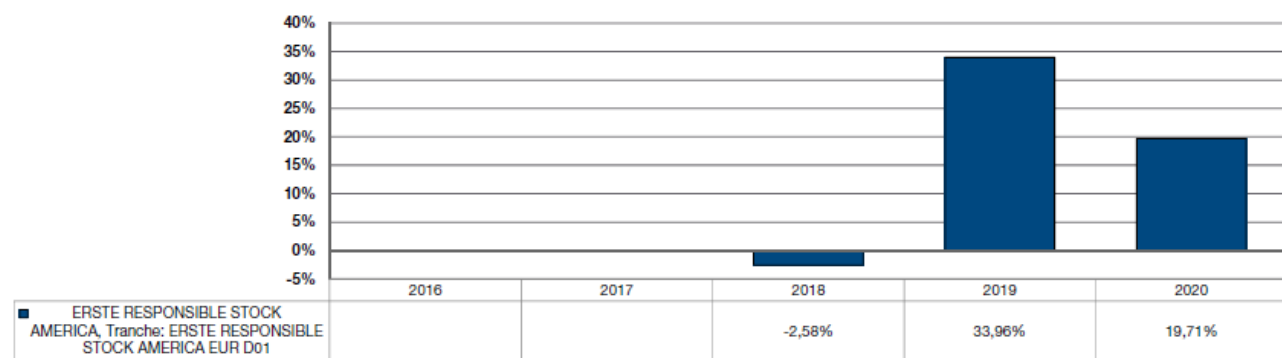 40%
35%
30%
25%
20%
15%
10%
5%
0%
-5%
2016 2017 2018 2019 2020
ERSTE RESPONSIBLE STOCK
AMERICA, Tranche: ERSTE RESPONSIBLE
STOCK AMERICA EUR D01
-2,58% 33,96% 19,71%